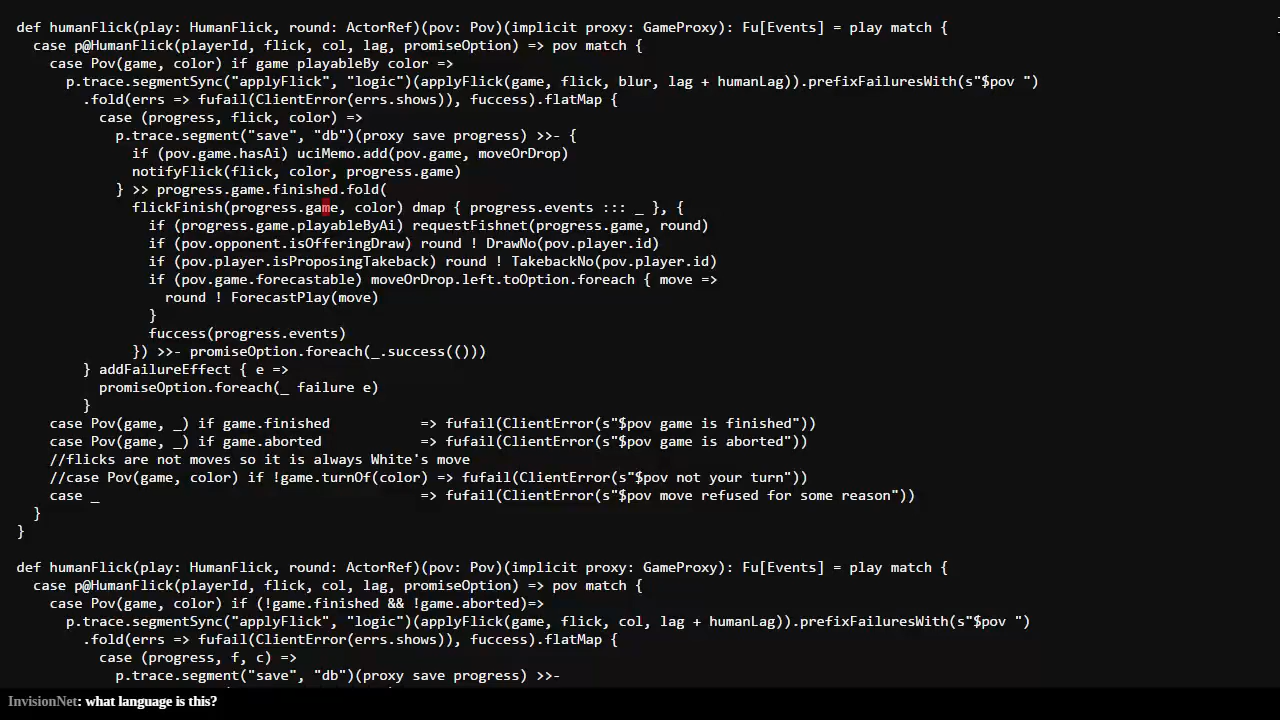 def humanFlick(play: HumanFlick, round: ActorRef)(pov: Pov)(implicit proxy: GameProxy): Fu[Events] = play match {
  case p@HumanFlick(playerId, flick, col, lag, promiseOption) => pov match {
    case Pov(game, color) if game playableBy color =>
      p.trace.segmentSync("applyFlick", "logic")(applyFlick(game, flick, blur, lag + humanLag)).prefixFailuresWith(s"$pov ")
        .fold(errs => fufail(ClientError(errs.shows)), fuccess).flatMap {
          case (progress, flick, color) =>
            p.trace.segment("save", "db")(proxy save progress) >>- {
              if (pov.game.hasAi) uciMemo.add(pov.game, moveOrDrop)
              notifyFlick(flick, color, progress.game)
            } >> progress.game.finished.fold(
              flickFinish(progress.game, color) dmap { progress.events ::: _ }, {
                if (progress.game.playableByAi) requestFishnet(progress.game, round)
                if (pov.opponent.isOfferingDraw) round ! DrawNo(pov.player.id)
                if (pov.player.isProposingTakeback) round ! TakebackNo(pov.player.id)
                if (pov.game.forecastable) moveOrDrop.left.toOption.foreach { move =>
                  round ! ForecastPlay(move)
                }
                fuccess(progress.events)
              }) >>- promiseOption.foreach(_.success(()))
        } addFailureEffect { e =>
          promiseOption.foreach(_ failure e)
        }
    case Pov(game, _) if game.finished           => fufail(ClientError(s"$pov game is finished"))
    case Pov(game, _) if game.aborted            => fufail(ClientError(s"$pov game is aborted"))
    //flicks are not moves so it is always White's move
    //case Pov(game, color) if !game.turnOf(color) => fufail(ClientError(s"$pov not your turn"))
    case _                                       => fufail(ClientError(s"$pov move refused for some reason"))
  }
}
def humanFlick(play: HumanFlick, round: ActorRef)(pov: Pov)(implicit proxy: GameProxy): Fu[Events] = play match {
  case p@HumanFlick(playerId, flick, col, lag, promiseOption) => pov match {
    case Pov(game, color) if (!game.finished && !game.aborted)=>
      p.trace.segmentSync("applyFlick", "logic")(applyFlick(game, flick, col, lag + humanLag)).prefixFailuresWith(s"$pov ")
        .fold(errs => fufail(ClientError(errs.shows)), fuccess).flatMap {
          case (progress, f, c) =>
            p.trace.segment("save", "db")(proxy save progress) >>-
InvisionNet: what language is this?